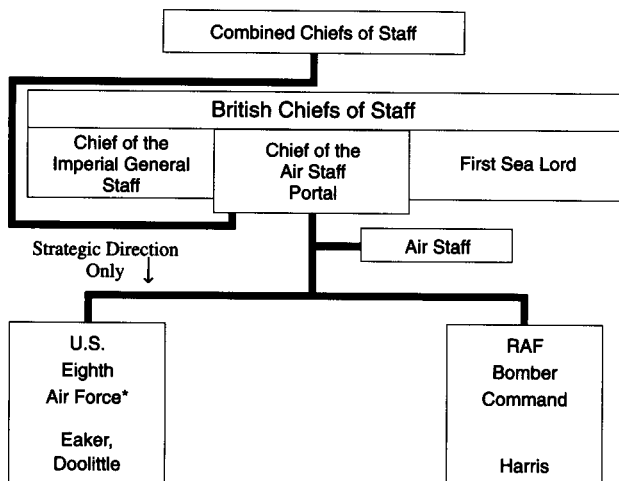 Combined Chiefs of Staff
British Chiefs of Staff
Chief of the
Imperial General
Staff
Chief of the
Air Staff
Portal
First Sea Lord
Strategic Direction
Only
Air Staff
U.S.
Eighth
Air Force*
Eaker,
Doolittle
RAF
Bomber
Command
Harris